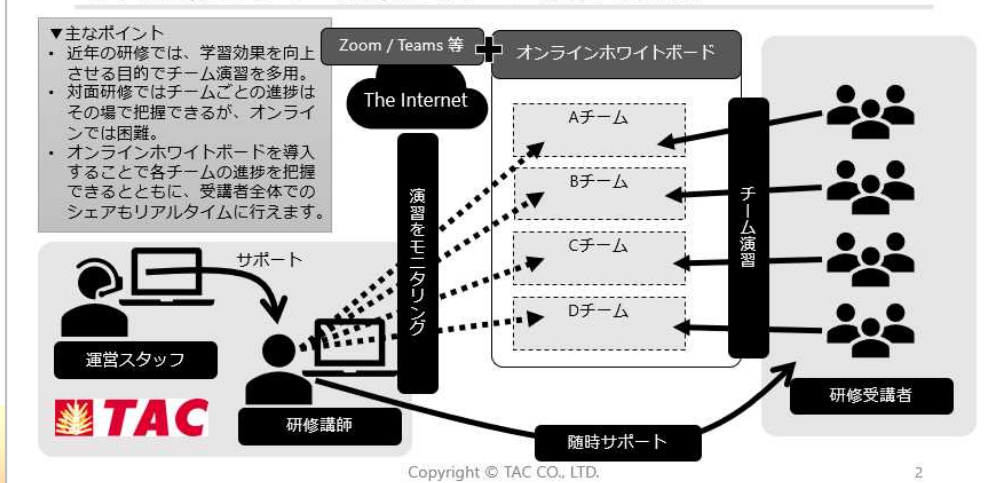 ▼主なポイント
・ 近年の研修では、学習効果を向上
させる目的でチーム演習を多用。
・ 対面研修ではチームごとの進捗は
その場で把握できるが、オンライ
ンでは困難。
・ オンラインホワイトボードを導入
することで各チームの進捗を把握
できるとともに、受講者全体での
シェアもリアルタイムに行えます。
Zoom / Teams 等
オンラインホワイトボード
The Internet
Aチーム
Bチーム
Cチーム
Dチーム
演習をモニタリング
チーム演習
サポート
運営スタッフ
TAC
研修講師
随時サポート
研修受講者
Copyright © TAC CO., LTD.
2